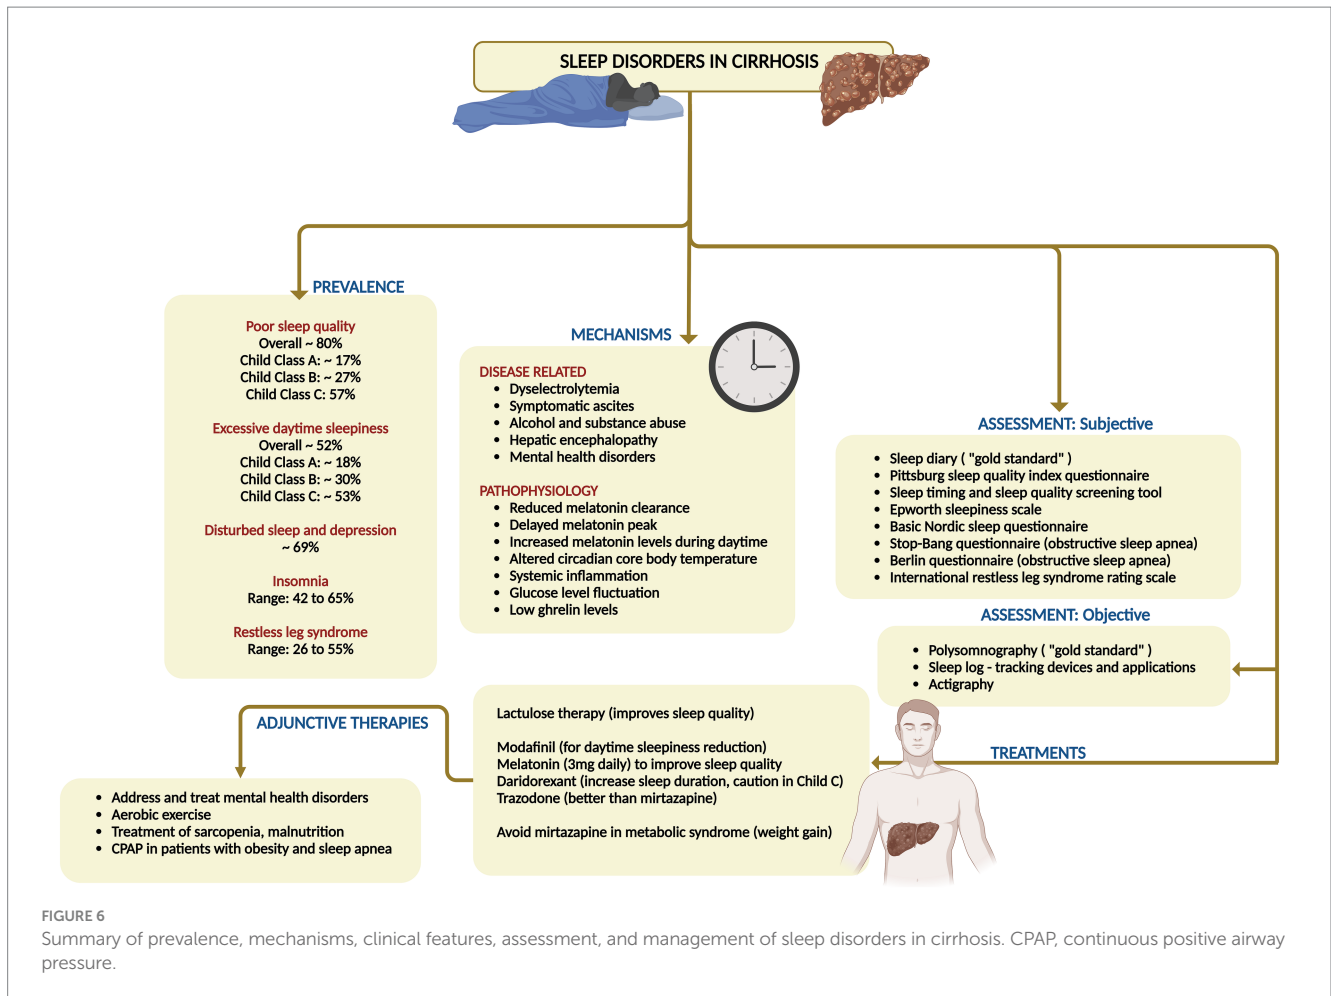 SLEEP DISORDERS IN CIRRHOSIS
PREVALENCE
Poor sleep quality
Overall ~ 80%
Child Class A: ~ 17%
Child Class B: ~ 27%
Child Class C: 57%
Excessive daytime sleepiness
Overall ~ 52%
Child Class A: ~ 18%
Child Class B: ~ 30%
Child Class C: ~ 53%
Disturbed sleep and depression
~ 69%
Insomnia
Range: 42 to 65%
Restless leg syndrome
Range: 26 to 55%
MECHANISMS
DISEASE RELATED
• Dyselectrolytemia
• Symptomatic ascites
• Alcohol and substance abuse
• Hepatic encephalopathy
• Mental health disorders
PATHOPHYSIOLOGY
• Reduced melatonin clearance
• Delayed melatonin peak
• Increased melatonin levels during daytime
• Altered circadian core body temperature
• Systemic inflammation
• Glucose level fluctuation
• Low ghrelin levels
ASSESSMENT: Subjective
• Sleep diary ( "gold standard" )
• Pittsburg sleep quality index questionnaire
• Sleep timing and sleep quality screening tool
• Epworth sleepiness scale
• Basic Nordic sleep questionnaire
• Stop-Bang questionnaire (obstructive sleep apnea)
• Berlin questionnaire (obstructive sleep apnea)
• International restless leg syndrome rating scale
ASSESSMENT: Objective
• Polysomnography ( "gold standard" )
• Sleep log - tracking devices and applications
• Actigraphy
TREATMENTS
Lactulose therapy (improves sleep quality)
Modafinil (for daytime sleepiness reduction)
Melatonin (3mg daily) to improve sleep quality
Daridorexant (increase sleep duration, caution in Child C)
Trazodone (better than mirtazapine)
Avoid mirtazapine in metabolic syndrome (weight gain)
ADJUNCTIVE THERAPIES
• Address and treat mental health disorders
• Aerobic exercise
• Treatment of sarcopenia, malnutrition
• CPAP in patients with obesity and sleep apnea
FIGURE 6
Summary of prevalence, mechanisms, clinical features, assessment, and management of sleep disorders in cirrhosis. CPAP, continuous positive airway
pressure.